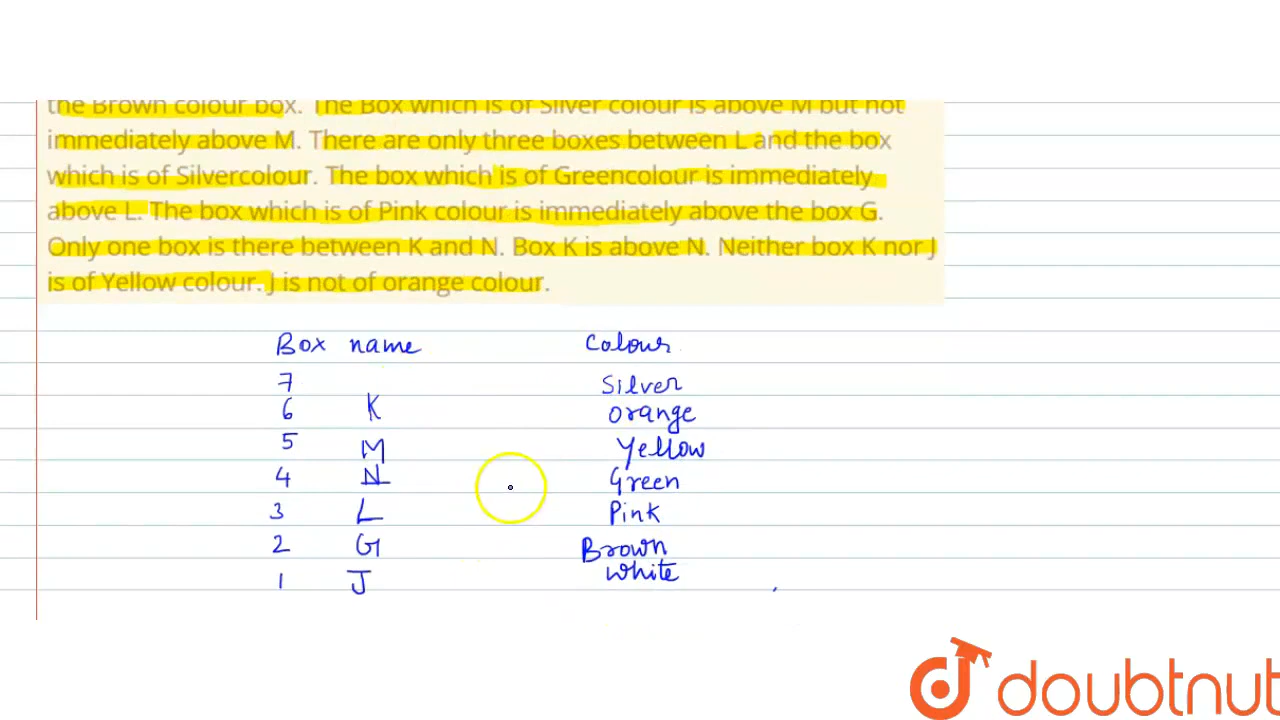 the Brown colour box. The Box which is of Silver colour is above M but not
immediately above M. There are only three boxes between L and the box
which is of Silvercolour. The box which is of Greencolour is immediately
above L. The box which is of Pink colour is immediately above the box G.
Only one box is there between K and N. Box K is above N. Neither box K nor J
is of Yellow colour. J is not of orange colour.
Box name Colour
7 Silver
6 K orange
5 M Yellow
4 N Green
3 L Pink
2 G Brown
1 J white
doubtnut